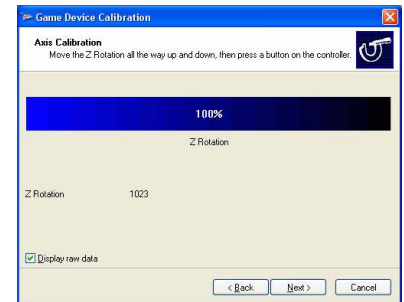 Game Device Calibration
Axis Calibration
Move the Z Rotation all the way up and down, then press a button on the controller.
100%
Z Rotation
Z Rotation 1023
Display raw data
< Back Next > Cancel